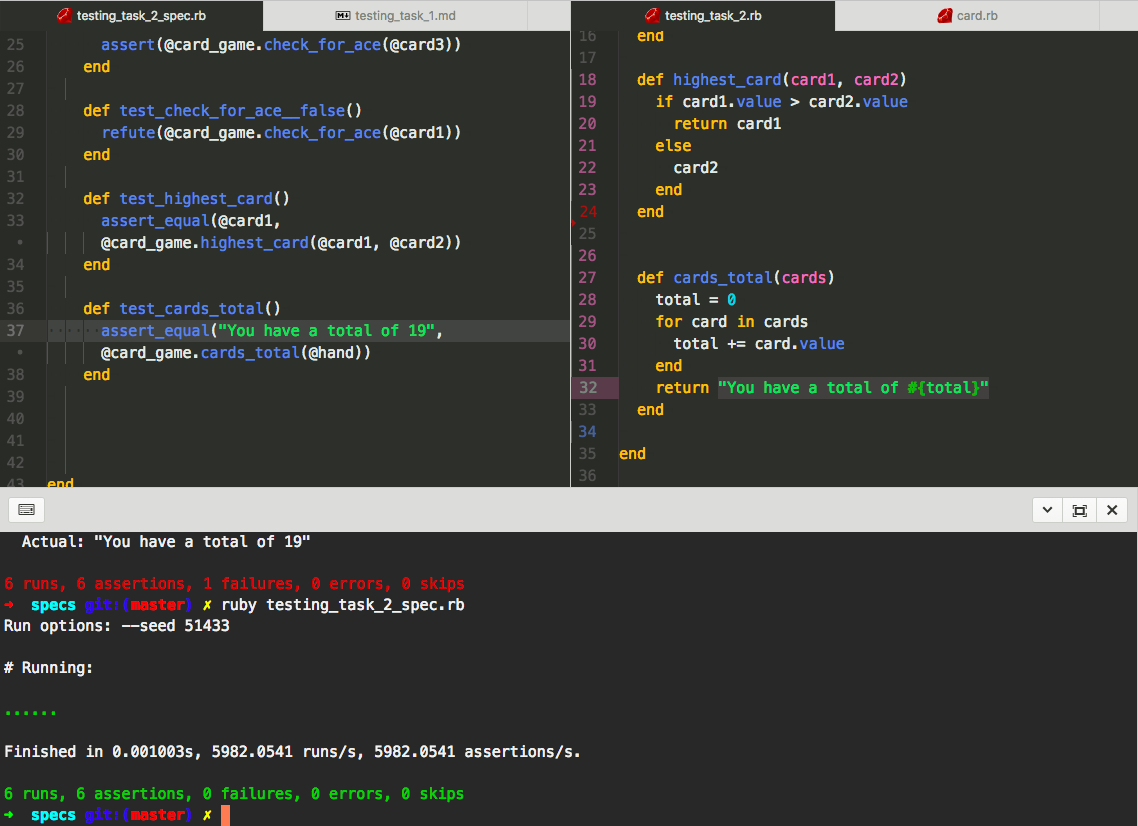 testing_task_2_spec.rb
testing_task_1.md
25 assert(@card_game.check_for_ace(@card3))
26 end
27
28 def test_check_for_ace__false()
29 refute(@card_game.check_for_ace(@card1))
30 end
31
32 def test_highest_card()
33 assert_equal(@card1,
• @card_game.highest_card(@card1, @card2))
34 end
35
36 def test_cards_total()
37 assert_equal("You have a total of 19",
• @card_game.cards_total(@hand))
38 end
39
40
41
42
43 end
testing_task_2.rb
card.rb
16 end
17
18 def highest_card(card1, card2)
19 if card1.value > card2.value
20 return card1
21 else
22 card2
23 end
24 end
25
26
27 def cards_total(cards)
28 total = 0
29 for card in cards
30 total += card.value
31 end
32 return "You have a total of #{total}"
33 end
34
35 end
36
Actual: "You have a total of 19"
6 runs, 6 assertions, 1 failures, 0 errors, 0 skips
→ specs git:(master) ✗ ruby testing_task_2_spec.rb
Run options: --seed 51433
# Running:
......
Finished in 0.001003s, 5982.0541 runs/s, 5982.0541 assertions/s.
6 runs, 6 assertions, 0 failures, 0 errors, 0 skips
→ specs git:(master) ✗